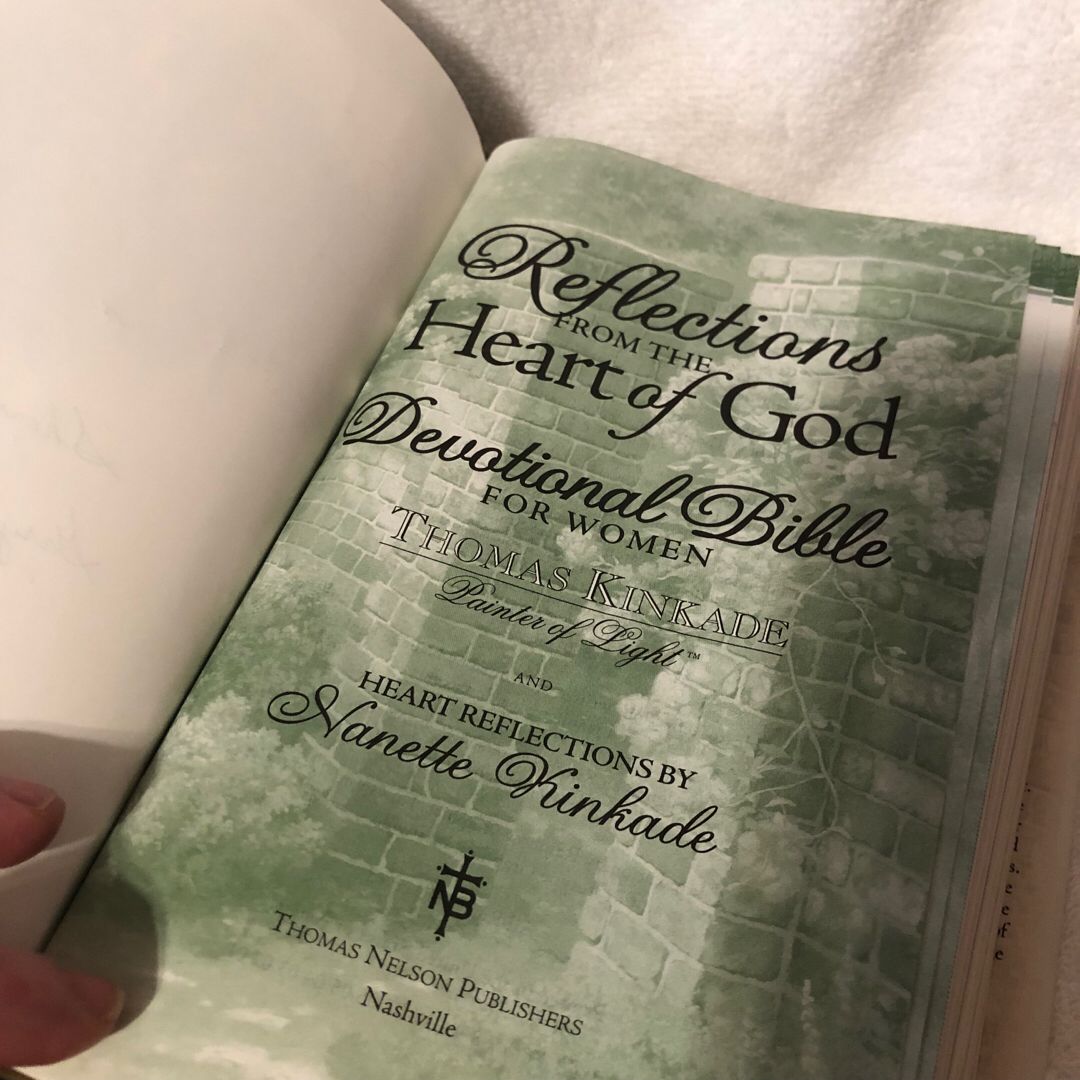 Reflections
FROM THE
Heart of God
Devotional Bible
FOR WOMEN
THOMAS KINKADE
Painter of Light™
AND
HEART REFLECTIONS BY
Nanette Kinkade
NB
THOMAS NELSON PUBLISHERS
Nashville